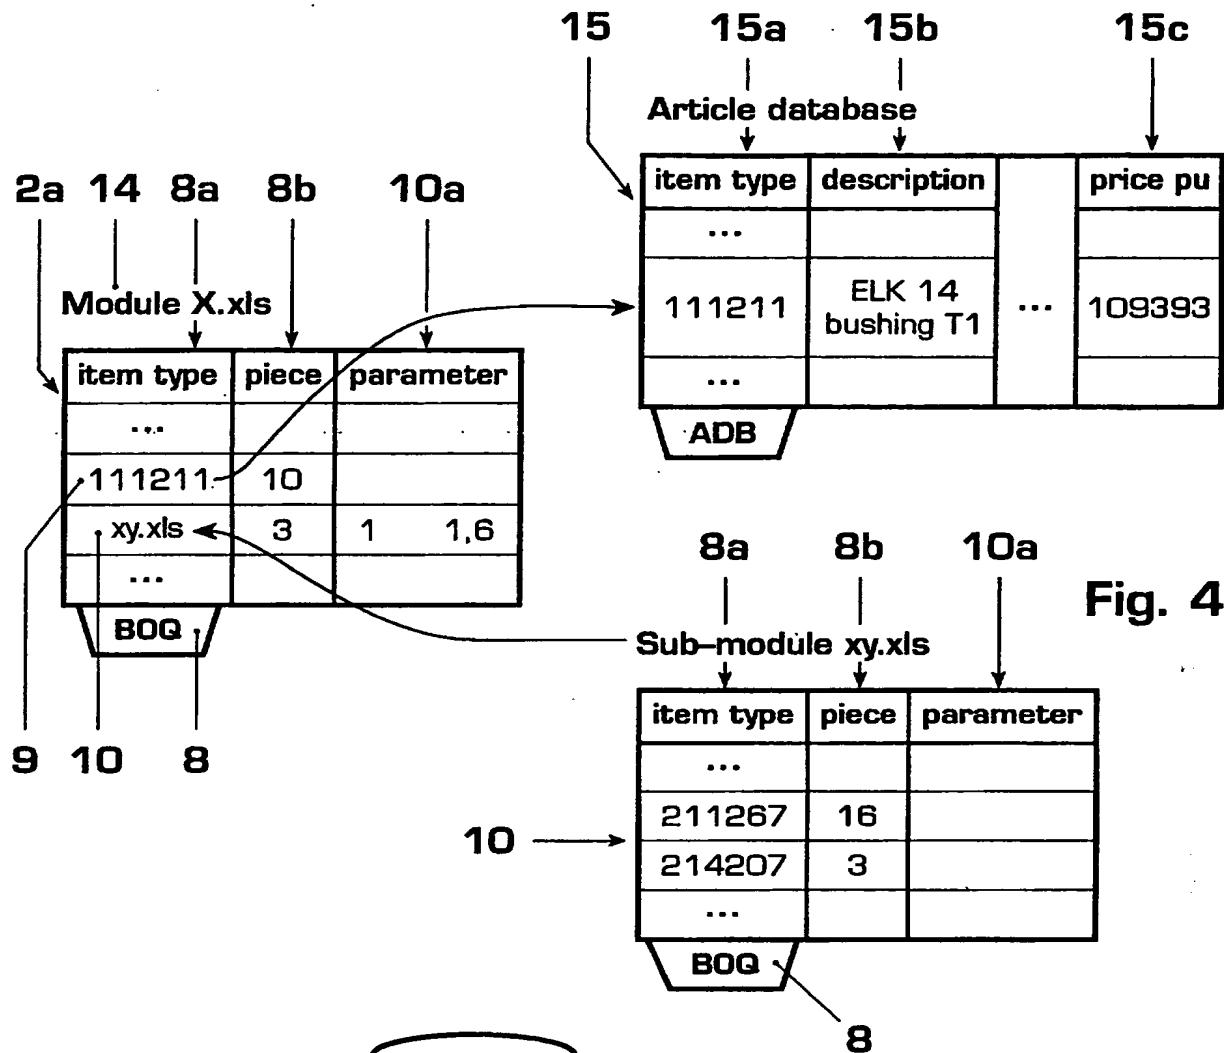 15 15a 15b 15c
Article database
item type description price pu
...
111211 ELK 14 bushing T1 ... 109393
...
ADB
2a 14 8a 8b 10a
Module X.xls
item type piece parameter
...
111211 10
xy.xls 3 1 1,6
...
BOQ
9 10 8
8a 8b 10a
Fig. 4
Sub-module xy.xls
item type piece parameter
...
10
211267 16
214207 3
...
BOQ
8